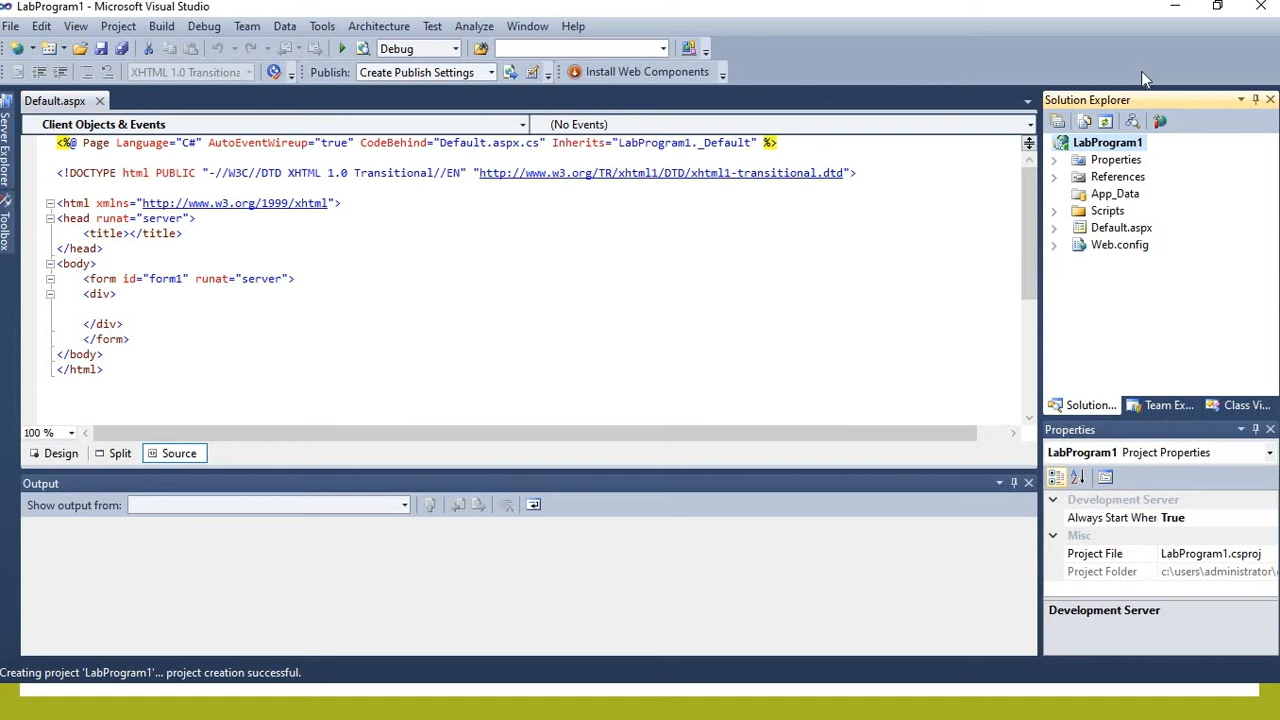 LabProgram1 - Microsoft Visual Studio
File Edit View Project Build Debug Team Data Tools Architecture Test Analyze Window Help
Debug
XHTML 1.0 Transitiona Publish: Create Publish Settings Install Web Components
Default.aspx
Client Objects & Events (No Events)
<%@ Page Language="C#" AutoEventWireup="true" CodeBehind="Default.aspx.cs" Inherits="LabProgram1._Default" %>
<!DOCTYPE html PUBLIC "-//W3C//DTD XHTML 1.0 Transitional//EN" "http://www.w3.org/TR/xhtml1/DTD/xhtml1-transitional.dtd">
<html xmlns="http://www.w3.org/1999/xhtml">
<head runat="server">
<title></title>
</head>
<body>
<form id="form1" runat="server">
<div>
</div>
</form>
</body>
</html>
100 %
Design Split Source
Output
Show output from:
Server Explorer
Toolbox
Solution Explorer
LabProgram1
Properties
References
App_Data
Scripts
Default.aspx
Web.config
Solution... Team Ex... Class Vi...
Properties
LabProgram1 Project Properties
Development Server
Always Start Wher True
Misc
Project File LabProgram1.csproj
Project Folder c:\users\administrator\
Development Server
Creating project 'LabProgram1'... project creation successful.